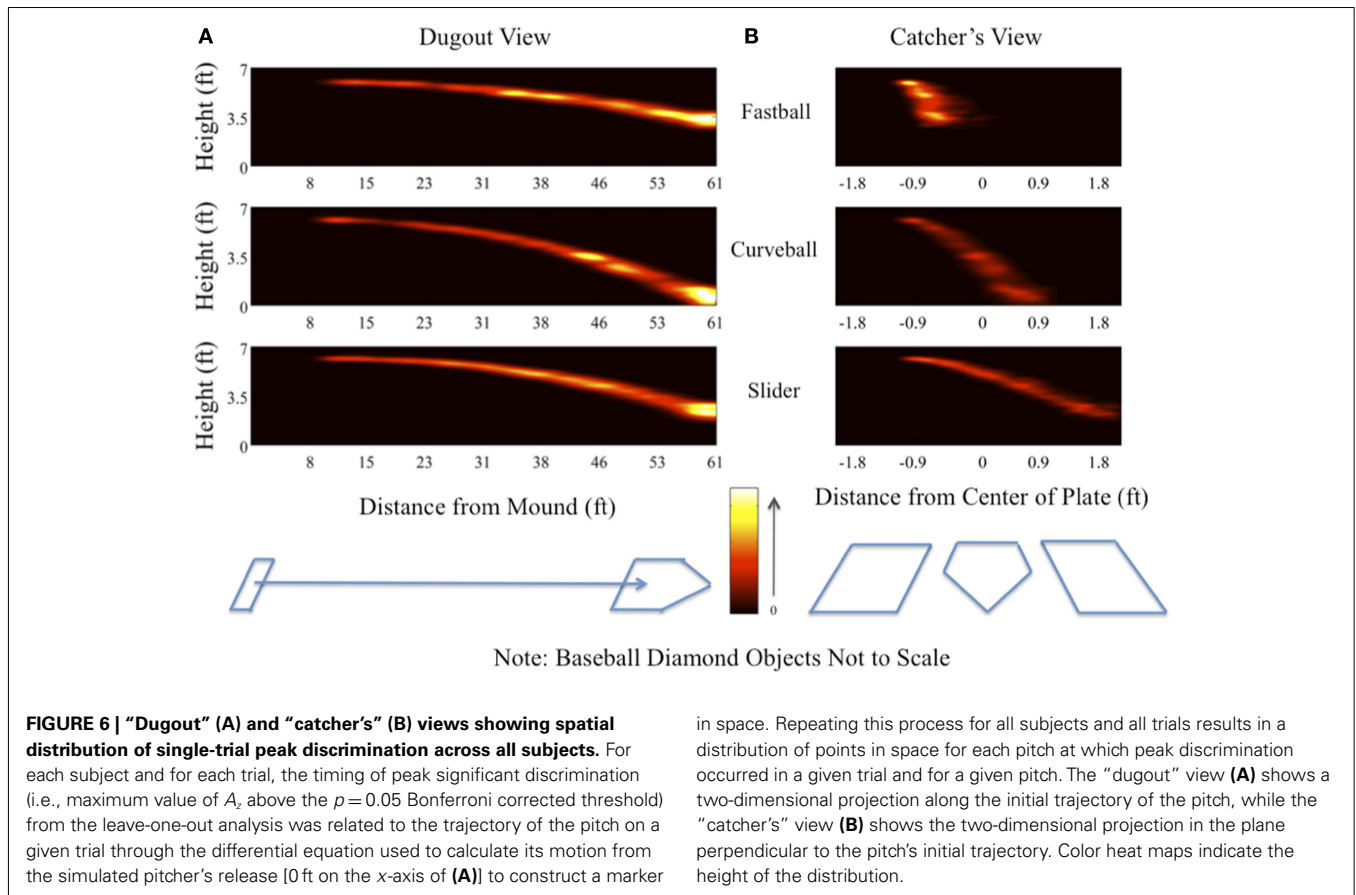 A
Dugout View
B
Catcher's View
Height (ft)
7
3.5
0
8 15 23 31 38 46 53 61
Fastball
-1.8 -0.9 0 0.9 1.8
Height (ft)
7
3.5
0
8 15 23 31 38 46 53 61
Curveball
-1.8 -0.9 0 0.9 1.8
Height (ft)
7
3.5
0
8 15 23 31 38 46 53 61
Slider
-1.8 -0.9 0 0.9 1.8
Distance from Mound (ft)
Distance from Center of Plate (ft)
0
Note: Baseball Diamond Objects Not to Scale
FIGURE 6 | “Dugout” (A) and “catcher’s” (B) views showing spatial
distribution of single-trial peak discrimination across all subjects. For
each subject and for each trial, the timing of peak significant discrimination
(i.e., maximum value of Az above the p = 0.05 Bonferroni corrected threshold)
from the leave-one-out analysis was related to the trajectory of the pitch on a
given trial through the differential equation used to calculate its motion from
the simulated pitcher’s release [0 ft on the x-axis of (A)] to construct a marker
in space. Repeating this process for all subjects and all trials results in a
distribution of points in space for each pitch at which peak discrimination
occurred in a given trial and for a given pitch. The “dugout” view (A) shows a
two-dimensional projection along the initial trajectory of the pitch, while the
“catcher’s” view (B) shows the two-dimensional projection in the plane
perpendicular to the pitch’s initial trajectory. Color heat maps indicate the
height of the distribution.